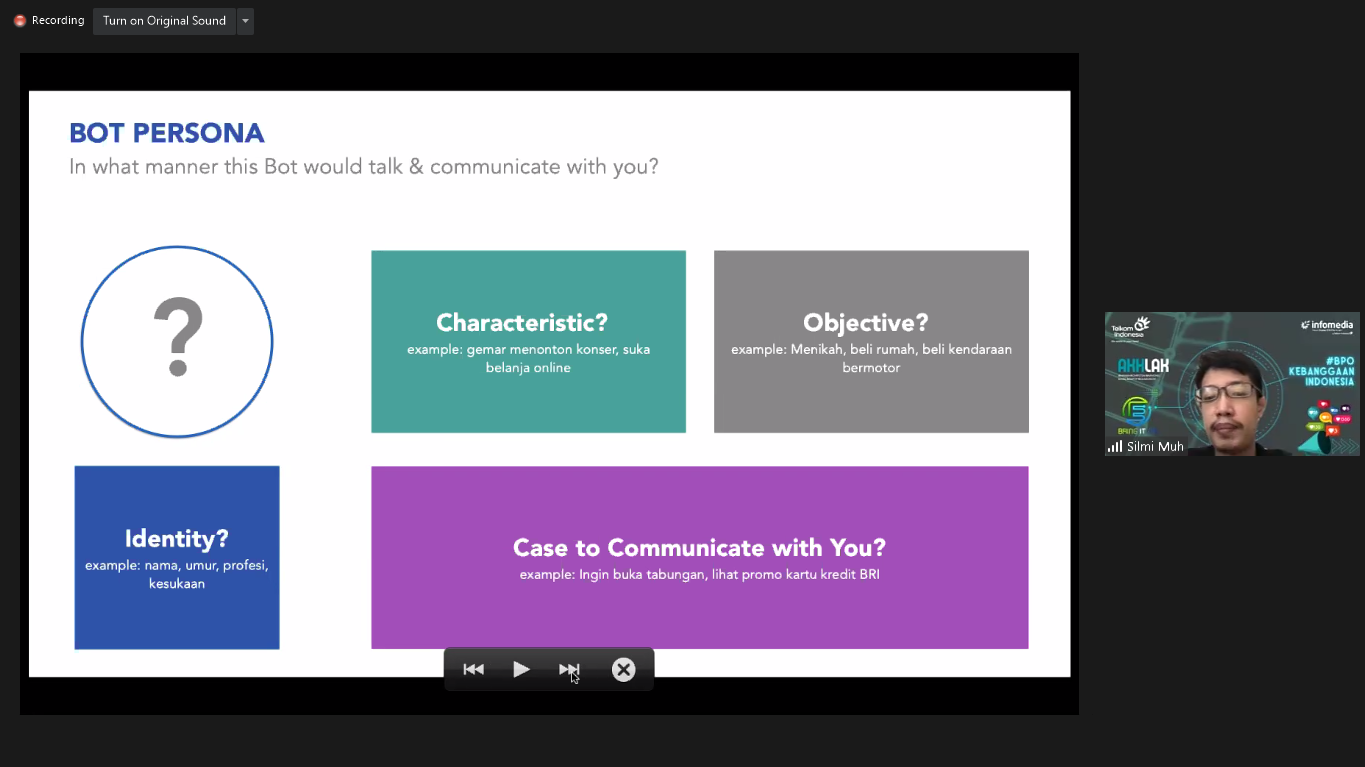 Recording
Turn on Original Sound
BOT PERSONA
In what manner this Bot would talk & communicate with you?
?
Characteristic?
example: gemar menonton konser, suka
belanja online
Objective?
example: Menikah, beli rumah, beli kendaraan
bermotor
Identity?
example: nama, umur, profesi,
kesukaan
Case to Communicate with You?
example: Ingin buka tabungan, lihat promo kartu kredit BRI
Telkom
Indonesia
infomedia
AKHLAK
#BPO
KEBANGGAAN
INDONESIA
BRING IT
Silmi Muh